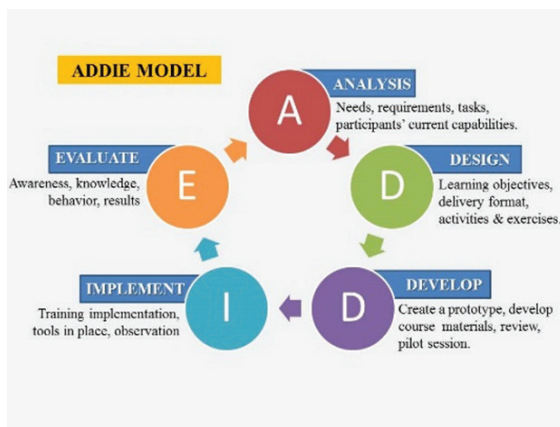 ADDIE MODEL
A
ANALYSIS
Needs, requirements, tasks,
participants' current capabilities.
D
DESIGN
Learning objectives,
delivery format,
activities & exercises.
D
DEVELOP
Create a prototype, develop
course materials, review,
pilot session.
I
IMPLEMENT
Training implementation,
tools in place, observation
E
EVALUATE
Awareness, knowledge,
behavior, results